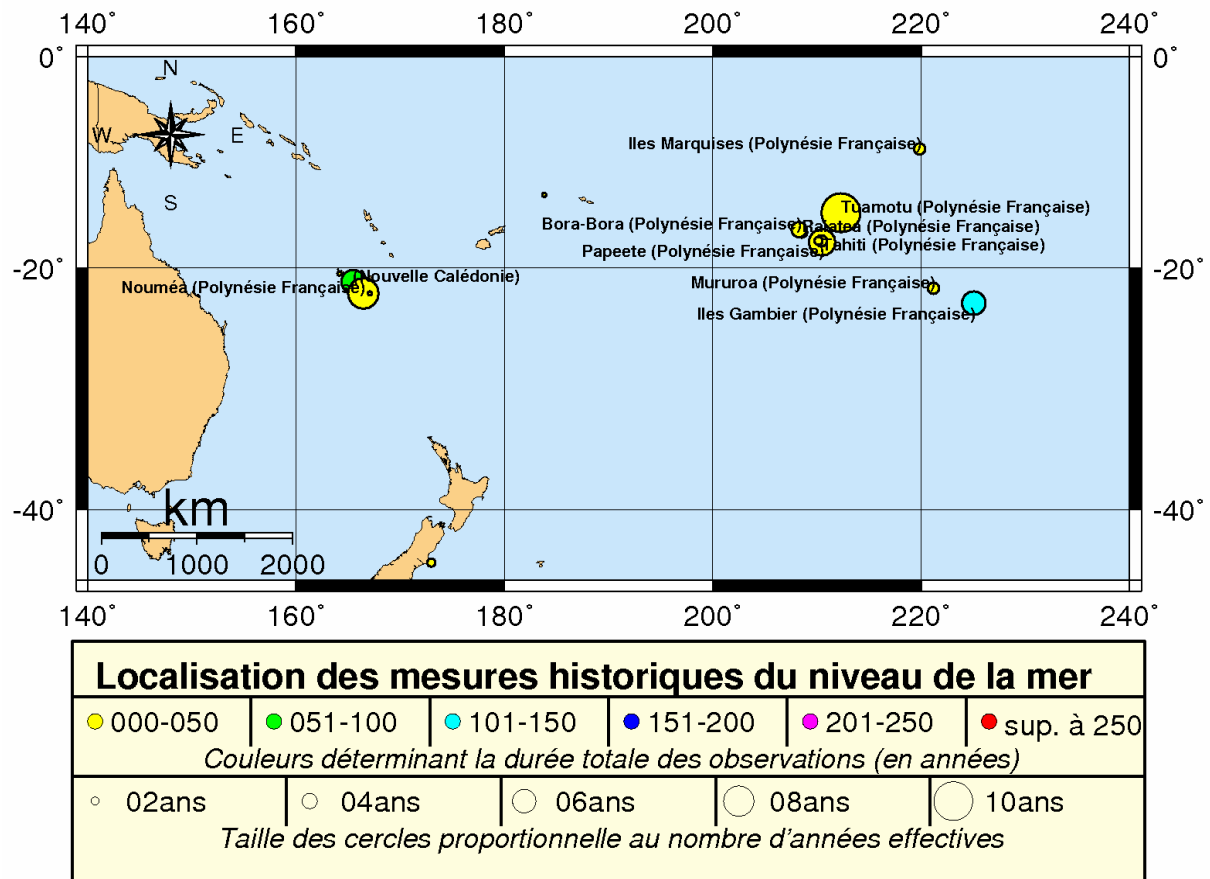 140° 160° 180° 200° 220° 240°
0° 0°
N
W E
S
Iles Marquises (Polynésie Française)
Tuamotu (Polynésie Française)
Bora-Bora (Polynésie Française) Raiatea (Polynésie Française)
Papeete (Polynésie Française) Tahiti (Polynésie Française)
-20° -20°
(Nouvelle Calédonie)
Nouméa (Polynésie Française)
Mururoa (Polynésie Française)
Iles Gambier (Polynésie Française)
-40° -40°
km
0 1000 2000
140° 160° 180° 200° 220° 240°
Localisation des mesures historiques du niveau de la mer
000-050 051-100 101-150 151-200 201-250 sup. à 250
Couleurs déterminant la durée totale des observations (en années)
02ans 04ans 06ans 08ans 10ans
Taille des cercles proportionnelle au nombre d'années effectives